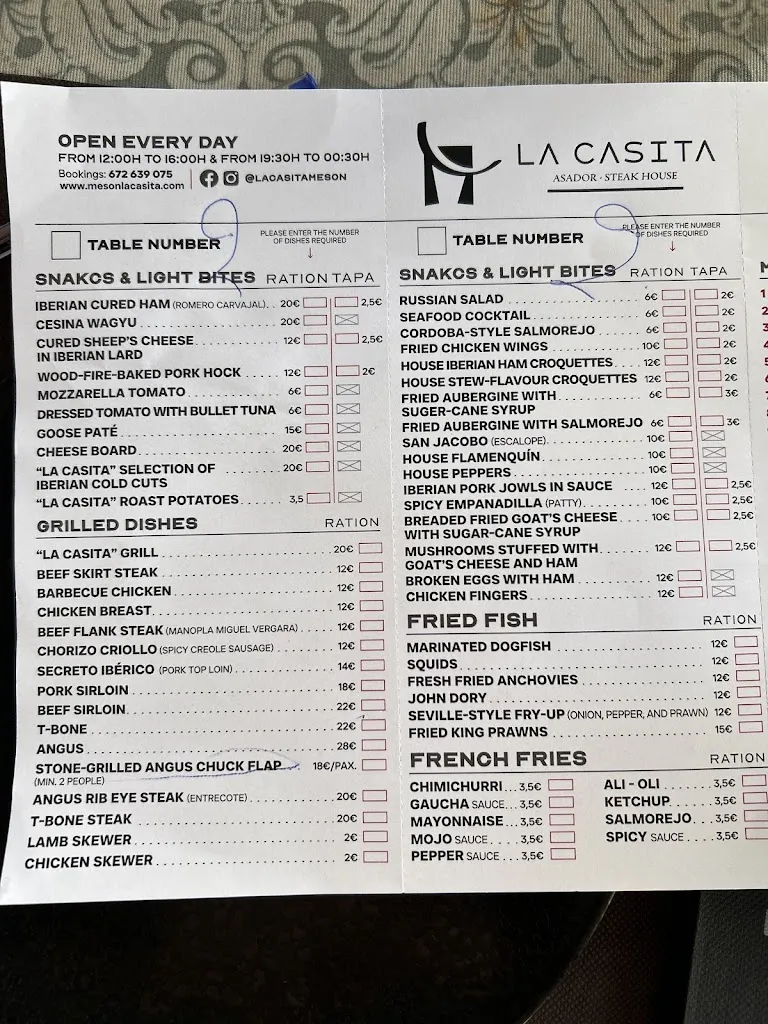 OPEN EVERY DAY
FROM 12:00H TO 16:00H & FROM 19:30H TO 00:30H
Bookings: 672 639 075
www.mesonlacasita.com
@LACASITAMESON
TABLE NUMBER 9
PLEASE ENTER THE NUMBER
OF DISHES REQUIRED
SNAKCS & LIGHT BITES RATION TAPA
IBERIAN CURED HAM (ROMERO CARVAJAL). . 20€ 2,5€
CESINA WAGYU 20€
CURED SHEEP'S CHEESE 12€ 2,5€
IN IBERIAN LARD
WOOD-FIRE-BAKED PORK HOCK 12€ 2€
MOZZARELLA TOMATO 6€
DRESSED TOMATO WITH BULLET TUNA 6€
GOOSE PATÉ 15€
CHEESE BOARD 20€
“LA CASITA” SELECTION OF 20€
IBERIAN COLD CUTS
“LA CASITA” ROAST POTATOES 3,5
GRILLED DISHES RATION
“LA CASITA” GRILL 20€
BEEF SKIRT STEAK 12€
BARBECUE CHICKEN 12€
CHICKEN BREAST 12€
BEEF FLANK STEAK (MANOPLA MIGUEL VERGARA) 12€
CHORIZO CRIOLLO (SPICY CREOLE SAUSAGE) 12€
SECRETO IBÉRICO (PORK TOP LOIN) 14€
PORK SIRLOIN 18€
BEEF SIRLOIN 22€
T-BONE 22€
ANGUS 28€
STONE-GRILLED ANGUS CHUCK FLAP 18€/PAX.
(MIN. 2 PEOPLE)
ANGUS RIB EYE STEAK (ENTRECOTE) 20€
T-BONE STEAK 20€
LAMB SKEWER 2€
CHICKEN SKEWER 2€
LA CASITA
ASADOR · STEAK HOUSE
TABLE NUMBER 9
PLEASE ENTER THE NUMBER
OF DISHES REQUIRED
SNAKCS & LIGHT BITES RATION TAPA
RUSSIAN SALAD 6€ 2€
SEAFOOD COCKTAIL 6€ 2€
CORDOBA-STYLE SALMOREJO 6€ 2€
FRIED CHICKEN WINGS 10€ 2€
HOUSE IBERIAN HAM CROQUETTES 12€ 2€
HOUSE STEW-FLAVOUR CROQUETTES 12€ 2€
FRIED AUBERGINE WITH 6€ 3€
SUGER-CANE SYRUP
FRIED AUBERGINE WITH SALMOREJO 6€ 3€
SAN JACOBO (ESCALOPE) 10€
HOUSE FLAMENQUÍN 10€
HOUSE PEPPERS 10€
IBERIAN PORK JOWLS IN SAUCE 12€ 2,5€
SPICY EMPANADILLA (PATTY) 10€ 2,5€
BREADED FRIED GOAT'S CHEESE 10€ 2,5€
WITH SUGAR-CANE SYRUP
MUSHROOMS STUFFED WITH 12€ 2,5€
GOAT'S CHEESE AND HAM
BROKEN EGGS WITH HAM 12€
CHICKEN FINGERS 12€
FRIED FISH RATION
MARINATED DOGFISH 12€
SQUIDS 12€
FRESH FRIED ANCHOVIES 12€
JOHN DORY 12€
SEVILLE-STYLE FRY-UP (ONION, PEPPER, AND PRAWN) 12€
FRIED KING PRAWNS 15€
FRENCH FRIES RATION
CHIMICHURRI 3,5€ ALI - OLI 3,5€
GAUCHA SAUCE 3,5€ KETCHUP 3,5€
MAYONNAISE 3,5€ SALMOREJO 3,5€
MOJO SAUCE 3,5€ SPICY SAUCE 3,5€
PEPPER SAUCE 3,5€